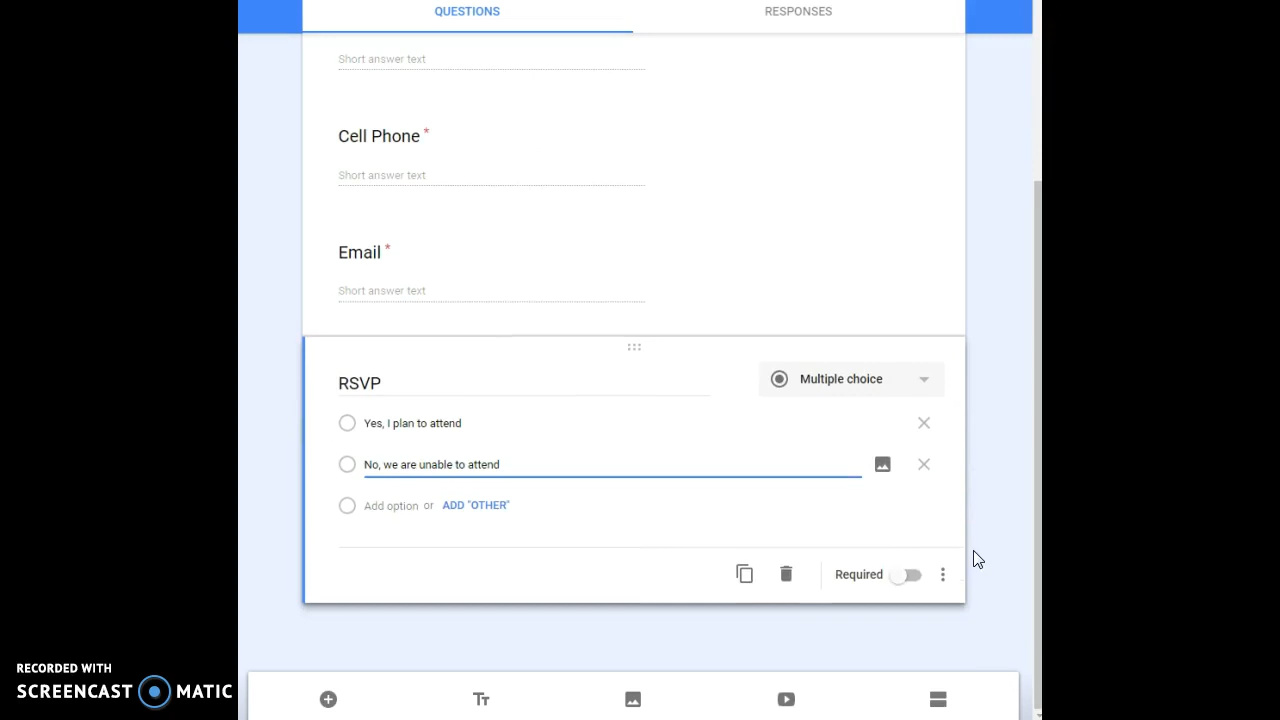 QUESTIONS RESPONSES
Short answer text
Cell Phone *
Short answer text
Email *
Short answer text
RSVP Multiple choice
Yes, I plan to attend
No, we are unable to attend
Add option or ADD "OTHER"
Required
RECORDED WITH
SCREENCAST MATIC